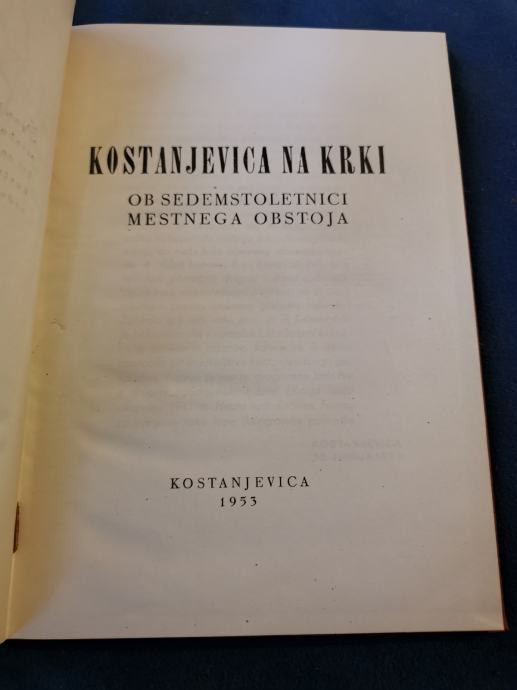 KOSTANJEVICA NA KRKI
OB SEDEMSTOLETNICI
MESTNEGA OBSTOJA
KOSTANJEVICA
1953